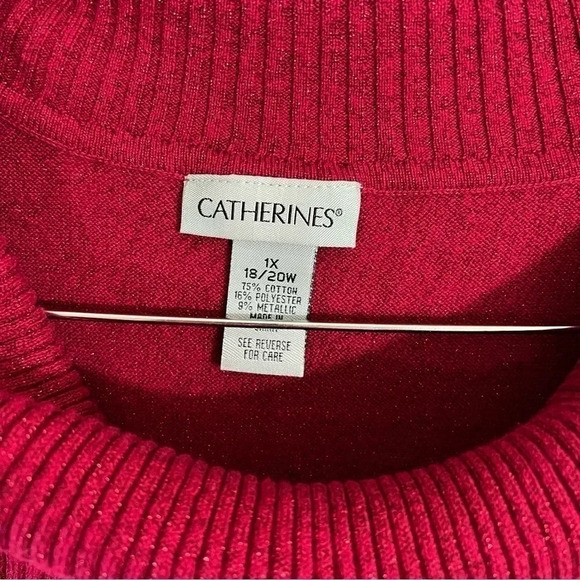 CATHERINES®
1X
18/20W
75% COTTON
16% POLYESTER
9% METALLIC
MADE IN
SEE REVERSE
FOR CARE